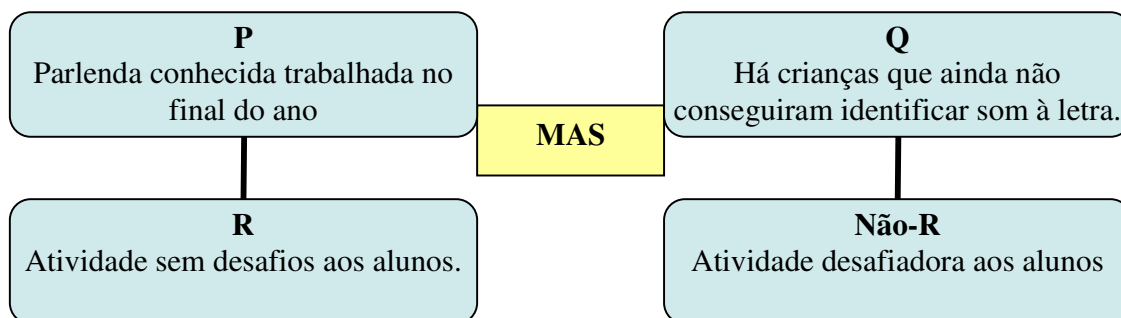 P
Parlenda conhecida trabalhada no
final do ano
MAS
Q
Há crianças que ainda não
conseguiram identificar som à letra.
R
Atividade sem desafios aos alunos.
Não-R
Atividade desafiadora aos alunos